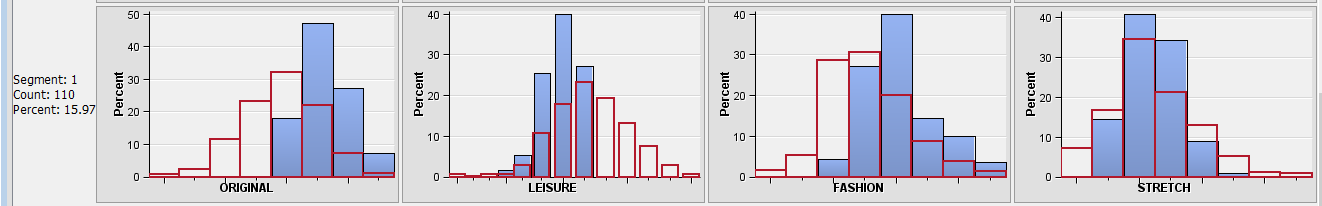 Segment: 1
Count: 110
Percent: 15.97
Percent
50
40
30
20
10
0
ORIGINAL
Percent
40
30
20
10
0
LEISURE
Percent
40
30
20
10
0
FASHION
Percent
40
30
20
10
0
STRETCH